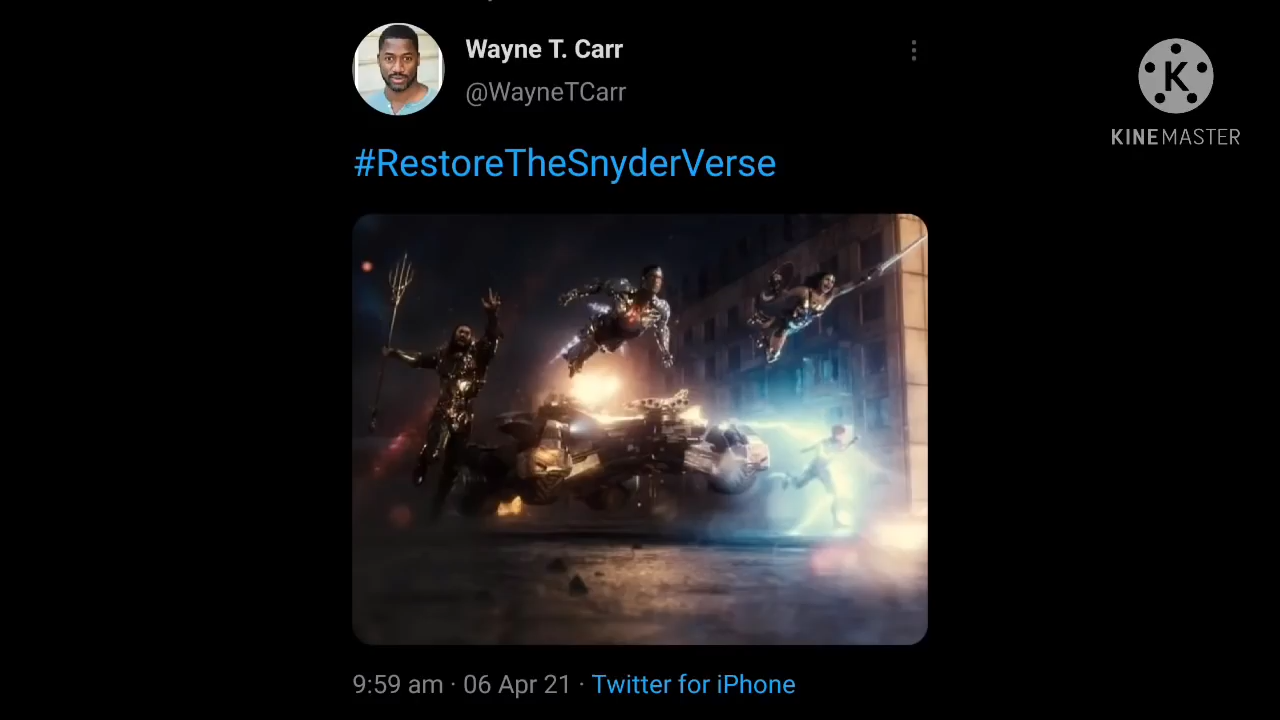 Wayne T. Carr
@WayneTCarr
K
KINEMASTER
#RestoreTheSnyderVerse
9:59 am · 06 Apr 21 · Twitter for iPhone